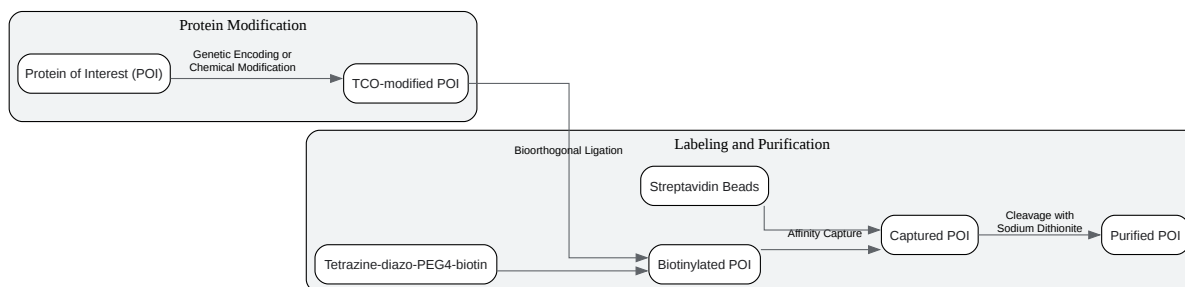 Protein Modification
Genetic Encoding or
Chemical Modification
Protein of Interest (POI)
TCO-modified POI
Labeling and Purification
Bioorthogonal Ligation
Streptavidin Beads
Cleavage with
Sodium Dithionite
Affinity Capture
Captured POI
Purified POI
Tetrazine-diazo-PEG4-biotin
Biotinylated POI